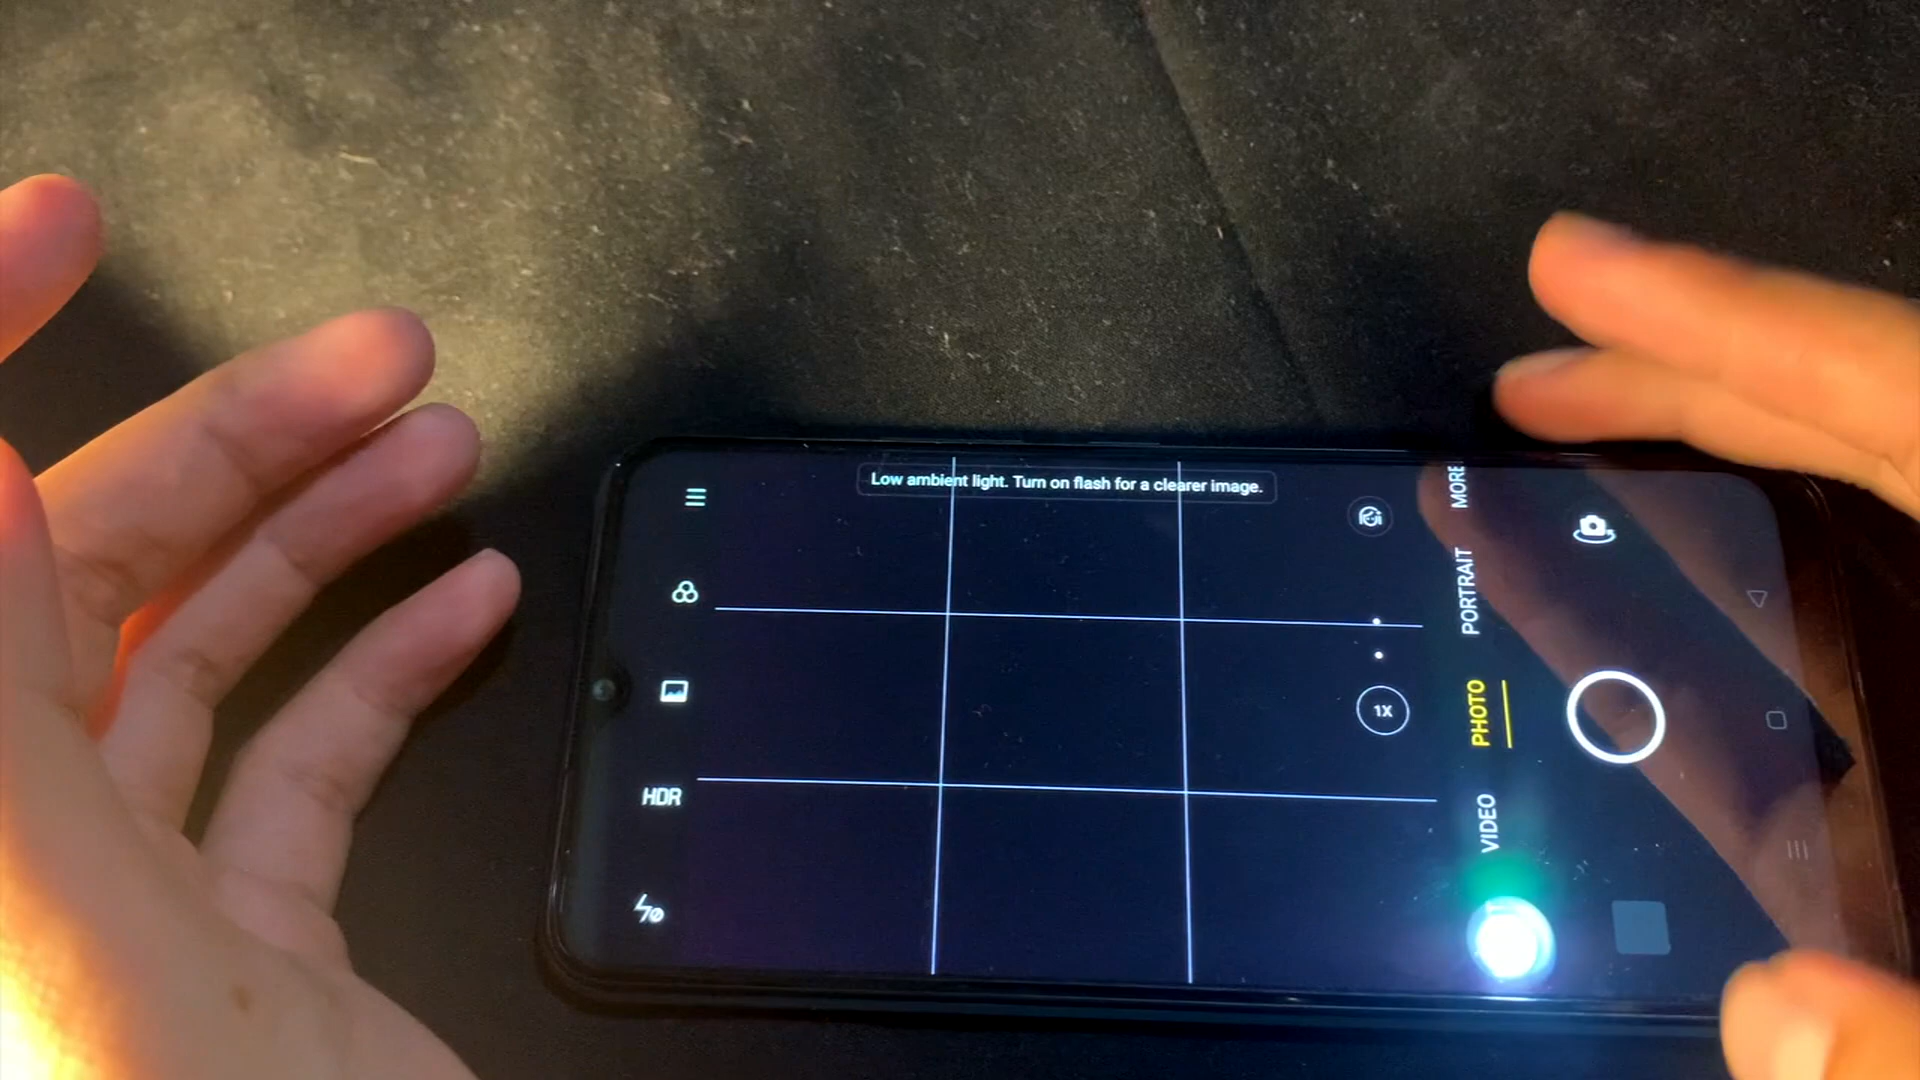 Low ambient light. Turn on flash for a clearer image.
MORE
PORTRAIT
1X
PHOTO
HDR
VIDEO